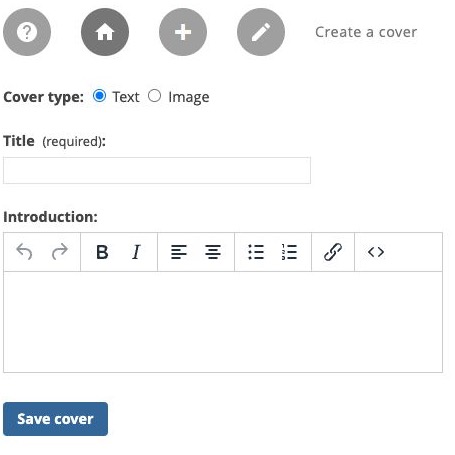 Create a cover
Cover type: Text Image
Title (required):
Introduction:
B I
Save cover